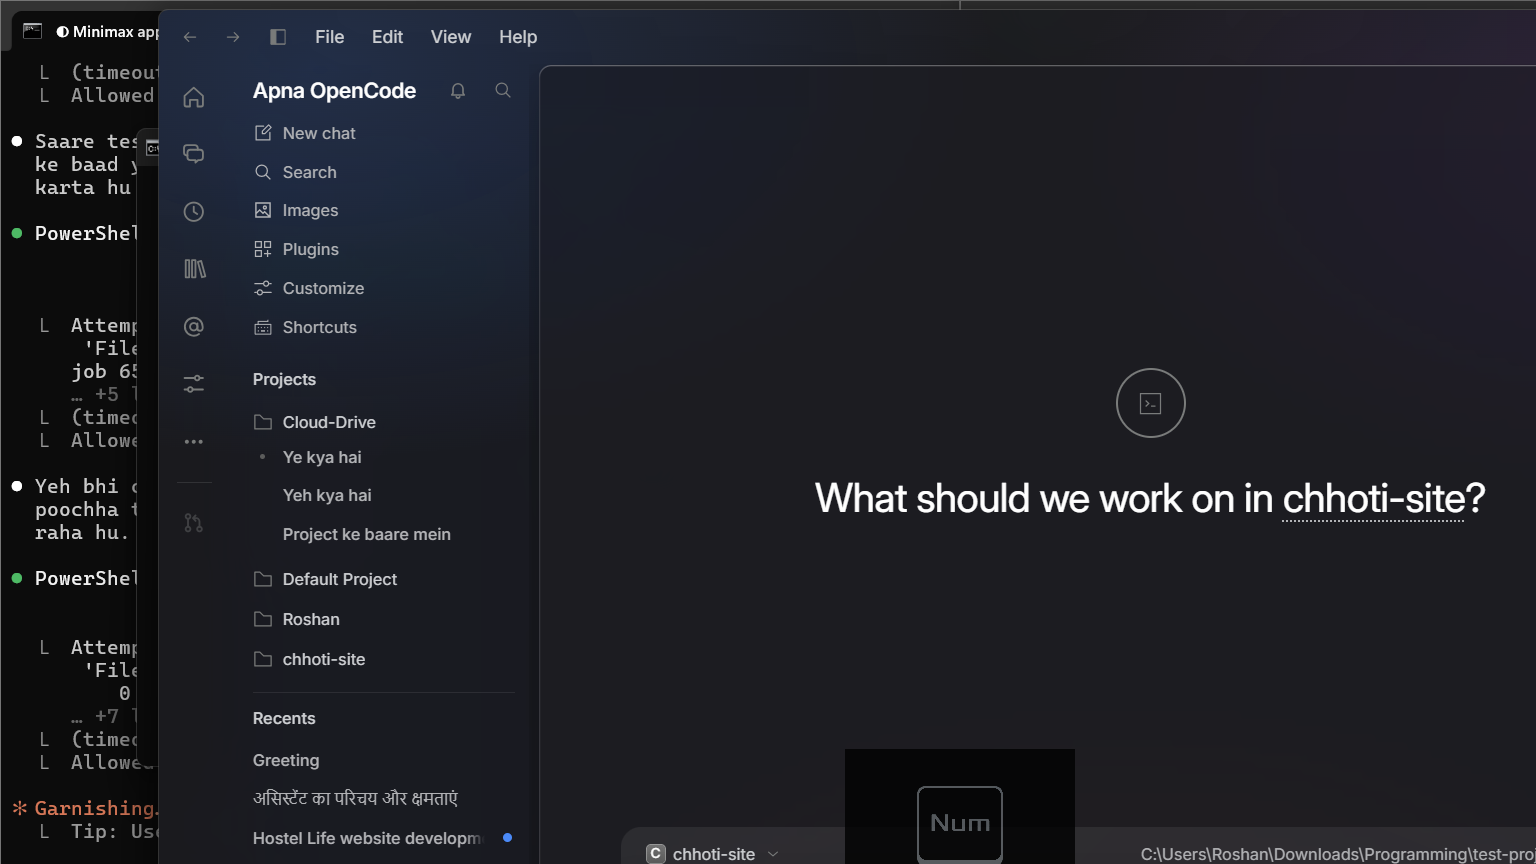 Minimax app
(timeout
Allowed
Saare tes
ke baad y
karta hu
PowerShel
Attemp
'File
job 65
… +5 l
(timeo
Allowe
Yeh bhi
poochha t
raha hu.
PowerShel
Attemp
'File
0
… +7 l
(timeo
Allowed
Garnishing
Tip: Use
File Edit View Help
Apna OpenCode
New chat
Search
Images
Plugins
Customize
Shortcuts
Projects
Cloud-Drive
Ye kya hai
Yeh kya hai
Project ke baare mein
Default Project
Roshan
chhoti-site
Recents
Greeting
असिस्टेंट का परिचय और क्षमताएं
Hostel Life website developm
What should we work on in chhoti-site?
Num
C chhoti-site
C:\Users\Roshan\Downloads\Programming\test-pro